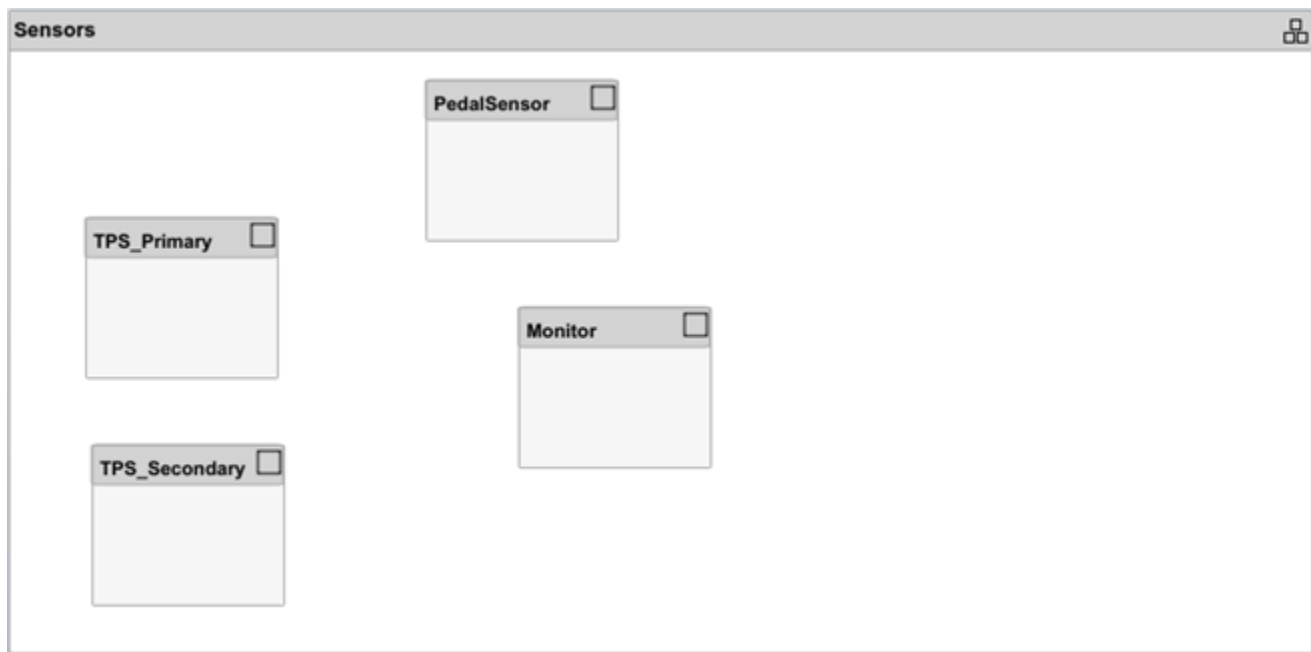 Sensors
PedalSensor
TPS_Primary
Monitor
TPS_Secondary